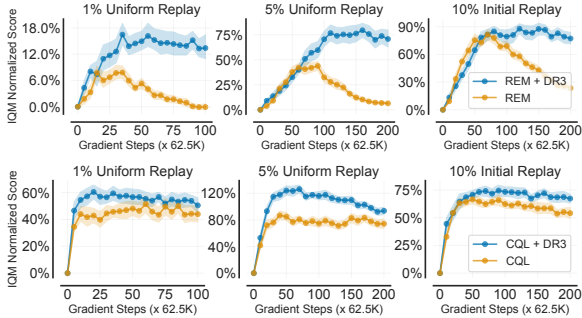 1% Uniform Replay
5% Uniform Replay
10% Initial Replay
IQM Normalized Score
18.0%
12.0%
6.0%
0.0%
0 25 50 75 100
Gradient Steps (x 62.5K)
75%
50%
25%
0%
0 50 100 150 200
Gradient Steps (x 62.5K)
90%
60%
30%
0%
REM + DR3
REM
0 50 100 150 200
Gradient Steps (x 62.5K)
1% Uniform Replay
5% Uniform Replay
10% Initial Replay
IQM Normalized Score
60%
40%
20%
0%
0 25 50 75 100
Gradient Steps (x 62.5K)
120%
80%
40%
0%
0 50 100 150 200
Gradient Steps (x 62.5K)
75%
50%
25%
0%
CQL + DR3
CQL
0 50 100 150 200
Gradient Steps (x 62.5K)